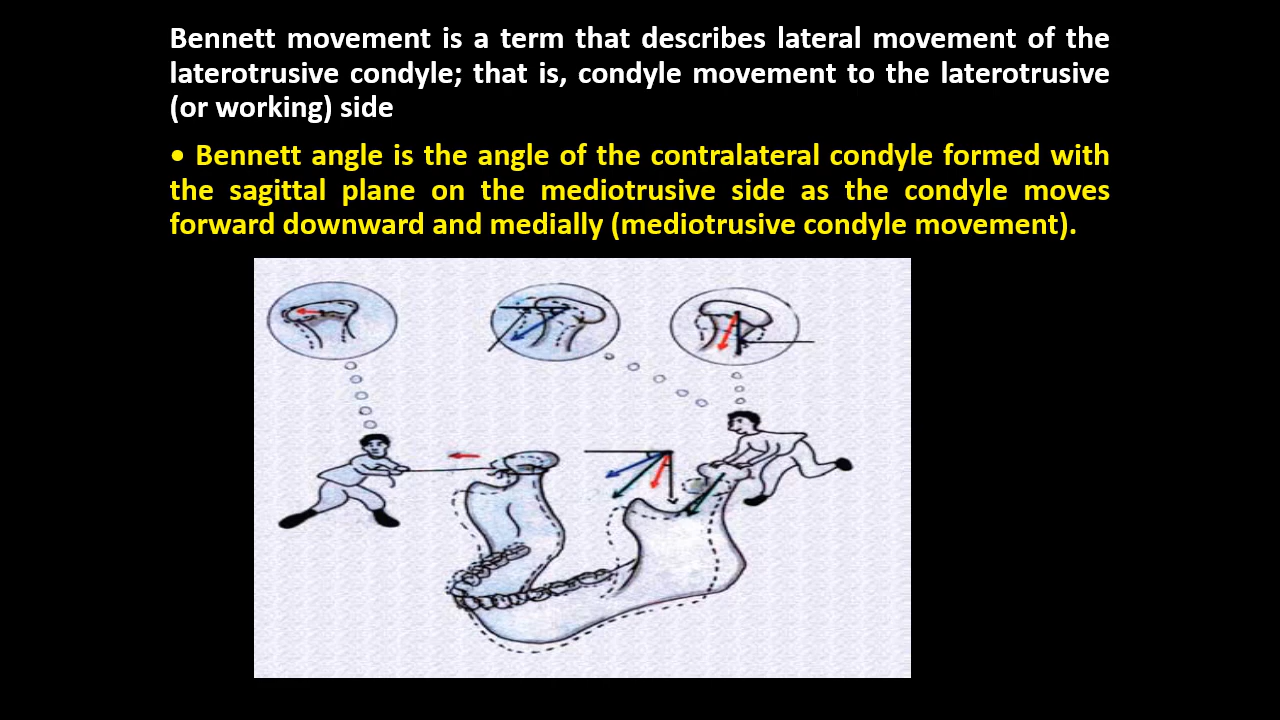 Bennett movement is a term that describes lateral movement of the
laterotrusive condyle; that is, condyle movement to the laterotrusive
(or working) side
• Bennett angle is the angle of the contralateral condyle formed with
the sagittal plane on the mediotrusive side as the condyle moves
forward downward and medially (mediotrusive condyle movement).